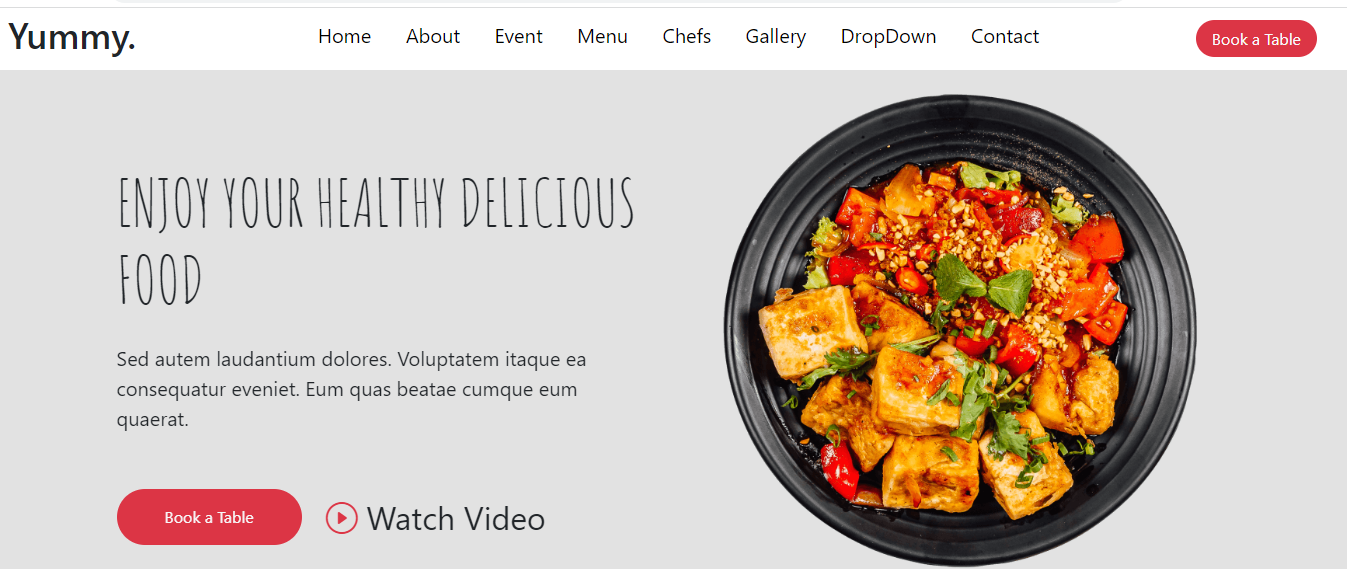 Yummy.
Home About Event Menu Chefs Gallery DropDown Contact
Book a Table
ENJOY YOUR HEALTHY DELICIOUS
FOOD
Sed autem laudantium dolores. Voluptatem itaque ea
consequatur eveniet. Eum quas beatae cumque eum
quaerat.
Book a Table
Watch Video